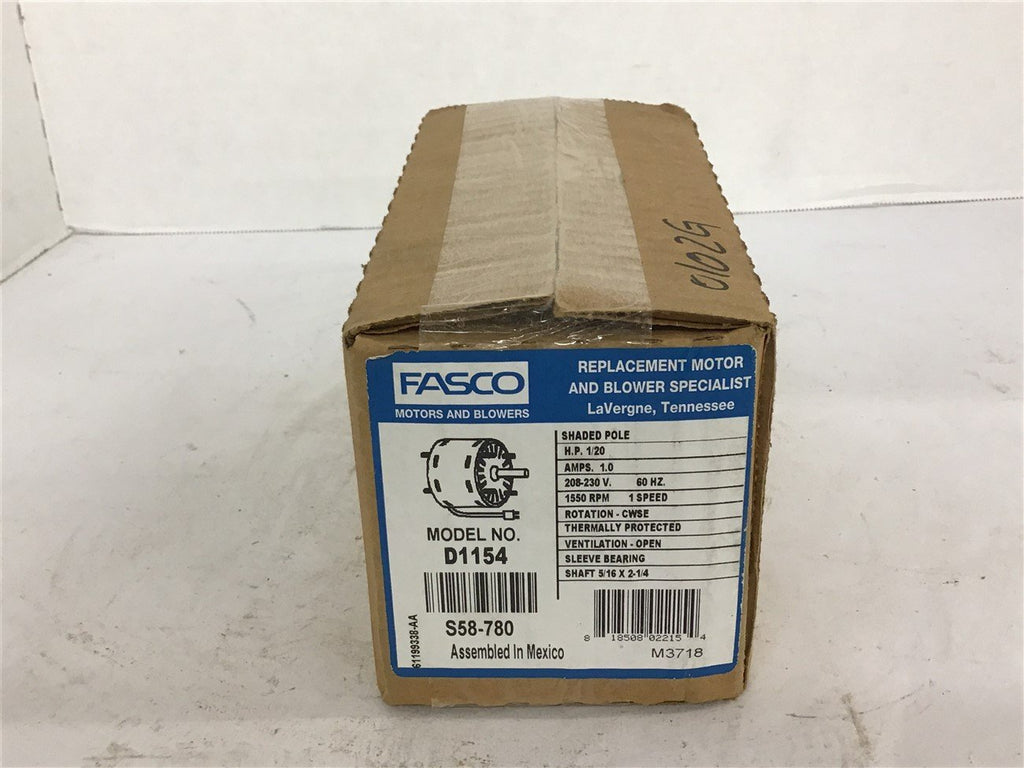 0102G
FASCO
MOTORS AND BLOWERS
REPLACEMENT MOTOR
AND BLOWER SPECIALIST
LaVergne, Tennessee
MODEL NO.
D1154
S58-780
Assembled In Mexico
61199338-AA
SHADED POLE
H.P. 1/20
AMPS. 1.0
208-230 V. 60 HZ.
1550 RPM 1 SPEED
ROTATION - CWSE
THERMALLY PROTECTED
VENTILATION - OPEN
SLEEVE BEARING
SHAFT 5/16 X 2-1/4
8 18508 02215 4
M3718